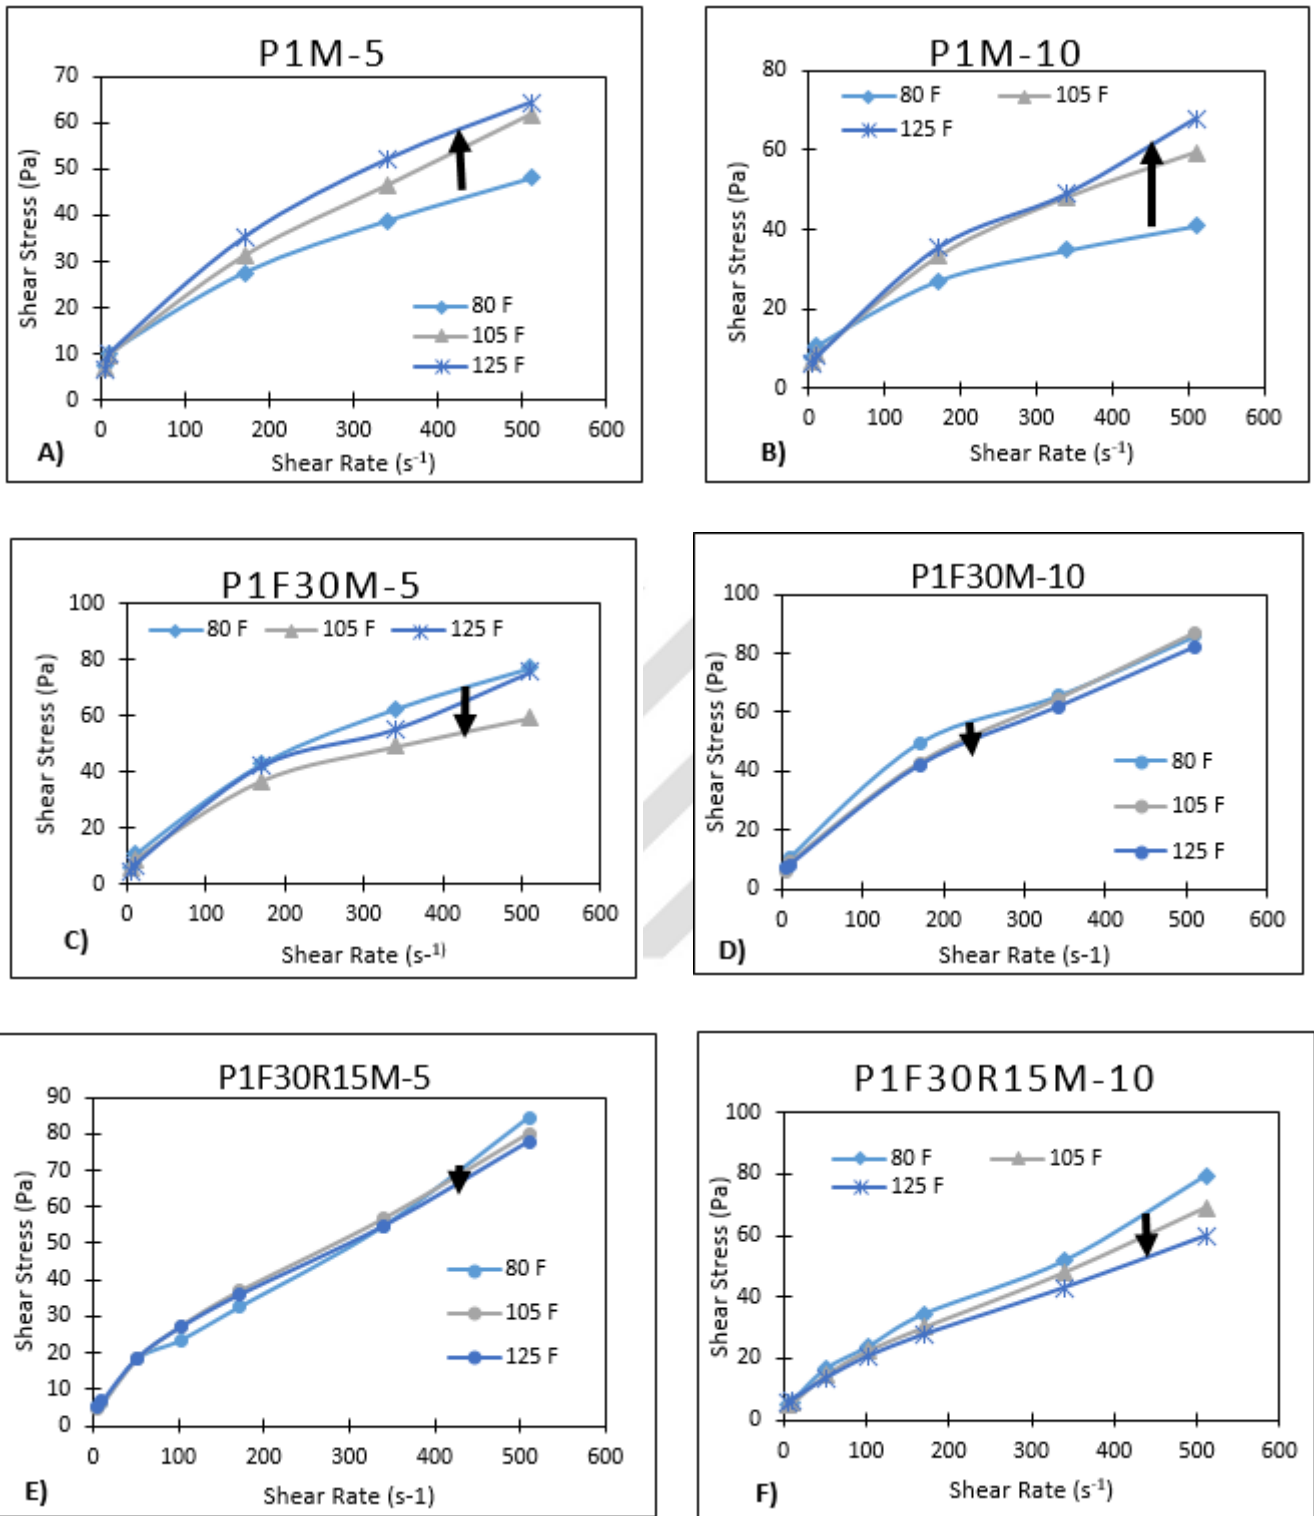 P1M-5
70
60
50
40
30
20
10
0
Shear Stress (Pa)
80 F
105 F
125 F
0 100 200 300 400 500 600
A)
Shear Rate (s⁻¹)
P1M-10
80
60
40
20
0
Shear Stress (Pa)
80 F 105 F
125 F
0 100 200 300 400 500 600
B)
Shear Rate (s⁻¹)
P1F30M-5
100
80
60
40
20
0
Shear Stress (Pa)
80 F 105 F 125 F
0 100 200 300 400 500 600
C)
Shear Rate (s-¹⁾
P1F30M-10
100
80
60
40
20
0
Shear Stress (Pa)
80 F
105 F
125 F
0 100 200 300 400 500 600
D)
Shear Rate (s-1)
P1F30R15M-5
90
80
70
60
50
40
30
20
10
0
Shear Stress (Pa)
80 F
105 F
125 F
0 100 200 300 400 500 600
E)
Shear Rate (s-1)
P1F30R15M-10
100
80
60
40
20
0
Shear Stress (Pa)
80 F 105 F
125 F
0 100 200 300 400 500 600
F)
Shear Rate (s⁻¹)